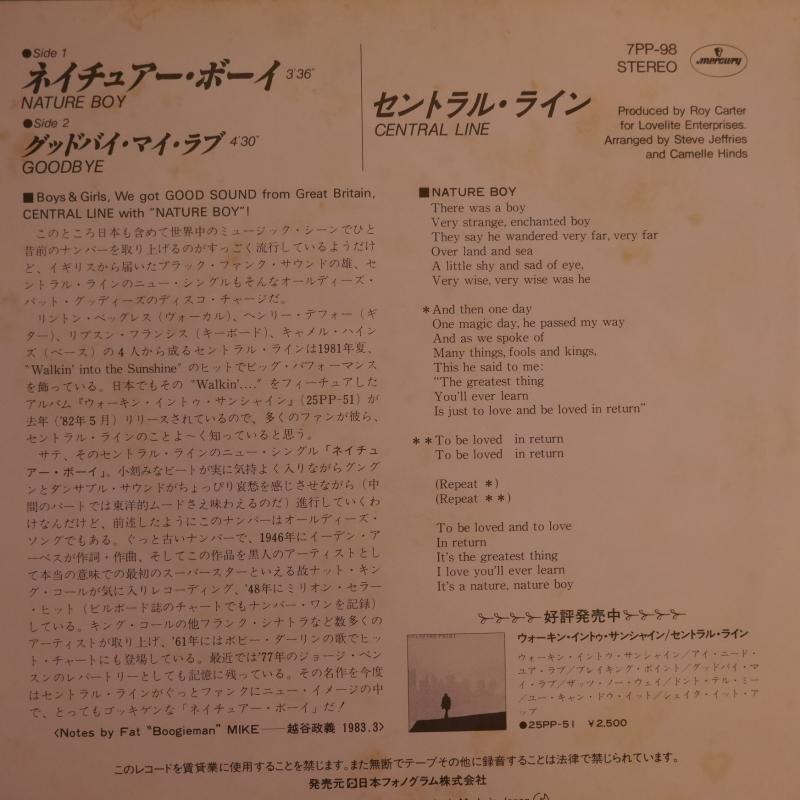 ●Side 1
ネイチュアー・ボーイ 3'36"
NATURE BOY
●Side 2
グッドバイ・マイ・ラブ 4'30"
GOODBYE
セントラル・ライン
CENTRAL LINE
7PP-98
STEREO
mercury
Produced by Roy Carter
for Lovelite Enterprises.
Arranged by Steve Jeffries
and Camelle Hinds
■Boys & Girls, We got GOOD SOUND from Great Britain,
CENTRAL LINE with "NATURE BOY"!
このところ日本も含めて世界中のミュージック・シーンでひと
昔前のナンバーを取り上げるのがすっごく流行しているようだけ
ど、イギリスから届いたブラック・ファンク・サウンドの雄、セ
ントラル・ラインのニュー・シングルもそんなオールディーズ・
バット・グッディーズのディスコ・チャージだ。
リントン・ベッグレス(ヴォーカル)、ヘンリー・デフォー(ギ
ター)、リプスン・フランシス(キーボード)、キャメル・ハイン
ズ(ベース)の4人から成るセントラル・ラインは1981年夏、
"Walkin' into the Sunshine" のヒットでビッグ・パフォーマンス
を飾っている。日本でもその "Walkin'...." をフィーチュアした
アルバム『ウォーキン・イントゥ・サンシャイン』(25PP-51)が
去年('82年5月)リリースされているので、多くのファンが彼ら、
セントラル・ラインのことよ〜く知っていると思う。
サテ、そのセントラル・ラインのニュー・シングル「ネイチュ
アー・ボーイ」。小刻みなビートが実に気持よく入りながらグング
ンとダンサブル・サウンドがちょっぴり哀愁を感じさせながら(中
間のパートでは東洋的ムードさえ味わえるのだ)進行していくわ
けなんだけど、前述したようにこのナンバーはオールディーズ・
ソングでもある。ぐっと古いナンバーで、1946年にイーデン・ア
ーベスが作詞・作曲、そしてこの作品を黒人のアーティストとし
て本当の意味での最初のスーパースターといえる故ナット・キン
グ・コールが気に入りレコーディング、'48年にミリオン・セラー
・ヒット(ビルボード誌のチャートでもナンバー・ワンを記録)
している。キング・コールの他フランク・シナトラなど数多くの
アーティストが取り上げ、'61年にはボビー・ダーリンの歌でヒッ
ト・チャートにも登場している。最近では'77年のジョージ・ベン
スンのレパートリーとしても記憶に残っている。その名作を今度
はセントラル・ラインがぐっとファンクにニュー・イメージの中
で、とってもゴッキゲンな「ネイチュアー・ボーイ」だ!
〈Notes by Fat "Boogieman" MIKE——越谷政義 1983.3〉
■NATURE BOY
There was a boy
Very strange, enchanted boy
They say he wandered very far, very far
Over land and sea
A little shy and sad of eye,
Very wise, very wise was he
*And then one day
One magic day, he passed my way
And as we spoke of
Many things, fools and kings,
This he said to me:
"The greatest thing
You'll ever learn
Is just to love and be loved in return"
**To be loved in return
To be loved in return
(Repeat *)
(Repeat **)
To be loved and to love
In return
It's the greatest thing
I love you'll ever learn
It's a nature, nature boy
好評発売中
ウォーキン・イントゥ・サンシャイン/セントラル・ライン
ウォーキン・イントゥ・サンシャイン/アイ・ニード・
ユア・ラブ/ブレイキング・ポイント/グッドバイ・マ
イ・ラブ/ザッツ・ノー・ウェイ/ドント・テル・ミー
/ユー・キャン・ドゥ・イット/シェイク・イット・ア
ップ
●25PP-51 ¥2,500
このレコードを賃貸業に使用することを禁じます。また無断でテープその他に録音することは法律で禁じられています。
発売元 日本フォノグラム株式会社